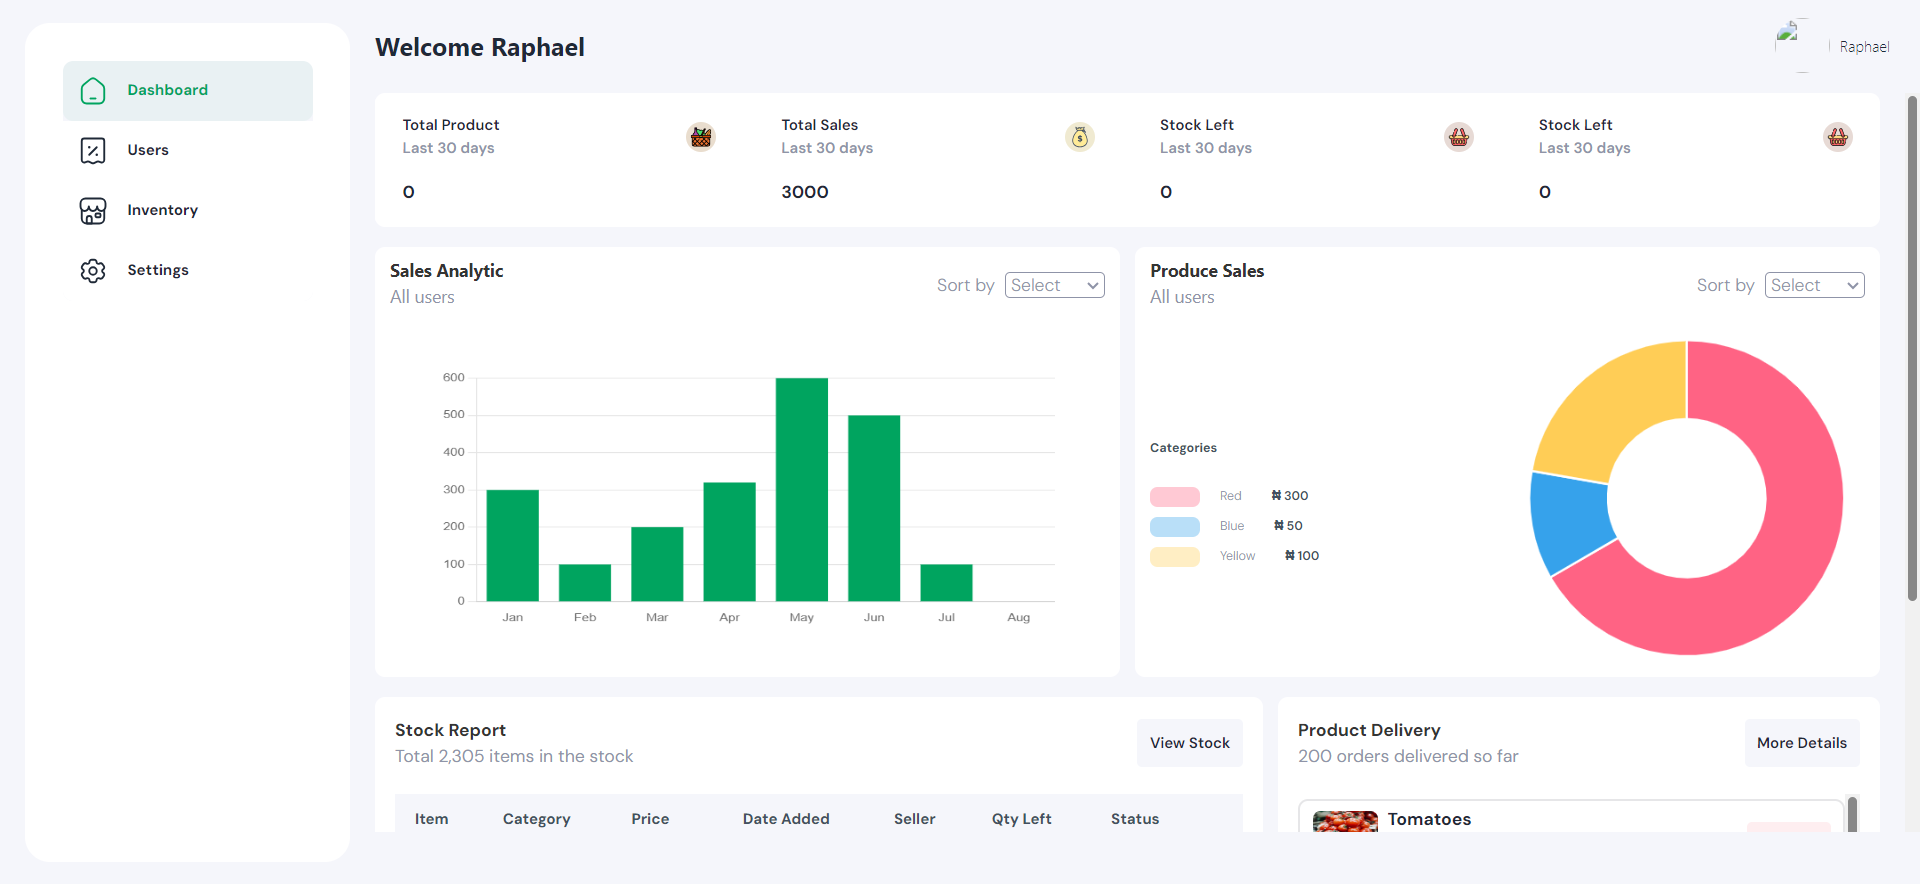 Welcome Raphael
Raphael
Dashboard
Users
Inventory
Settings
Total Product
Last 30 days
0
Total Sales
Last 30 days
3000
Stock Left
Last 30 days
0
Stock Left
Last 30 days
0
Sales Analytic
All users
Sort by
Select
600
500
400
300
200
100
0
Jan
Feb
Mar
Apr
May
Jun
Jul
Aug
Produce Sales
All users
Sort by
Select
Categories
Red ₦ 300
Blue ₦ 50
Yellow ₦ 100
Stock Report
Total 2,305 items in the stock
View Stock
Item Category Price Date Added Seller Qty Left Status
Product Delivery
200 orders delivered so far
More Details
Tomatoes